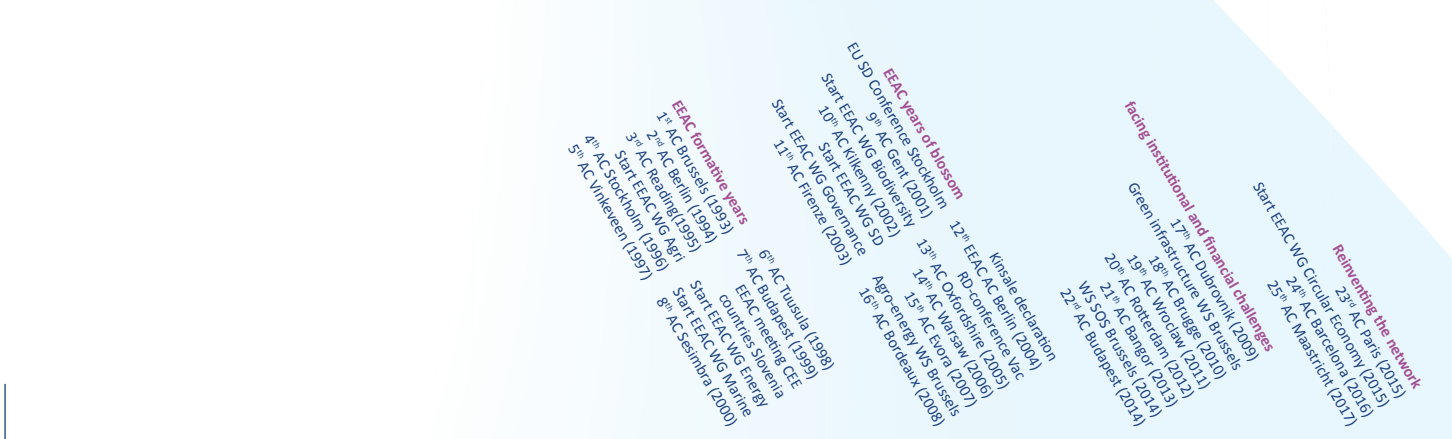 EEAC formative years
1st AC Brussels (1993)
2nd AC Berlin (1994)
3rd AC Reading(1995)
Start EEAC WG Agri
4th AC Stockholm (1996)
5th AC Vinkeveen (1997)
6th AC Tuusula (1998)
7th AC Budapest (1999)
EEAC meeting CEE
countries Slovenia
Start EEAC WG Energy
Start EEAC WG Marine
8th AC Sesimbra (2000)
EEAC years of blossom
EU SD Conference Stockholm
9th AC Gent (2001)
Start EEAC WG Biodiversity
10th AC Kilkenny (2002)
Start EEAC WG SD
Start EEAC WG Governance
11th AC Firenze (2003)
Kinsale declaration
12th EEAC AC Berlin (2004)
RD-conference Vac
13th AC Oxfordshire (2005)
14th AC Warsaw (2006)
15th AC Evora (2007)
Agro-energy WS Brussels
16th AC Bordeaux (2008)
facing institutional and financial challenges
17th AC Dubrovnik (2009)
Green infrastructure WS Brussels
18th AC Brugge (2010)
19th AC Wroclaw (2011)
20th AC Rotterdam (2012)
21th AC Bangor (2013)
WS SOS Brussels (2014)
22rd AC Budapest (2014)
Reinventing the network
23rd AC Paris (2015)
Start EEAC WG Circular Economy (2015)
24th AC Barcelona (2016)
25th AC Maastricht (2017)